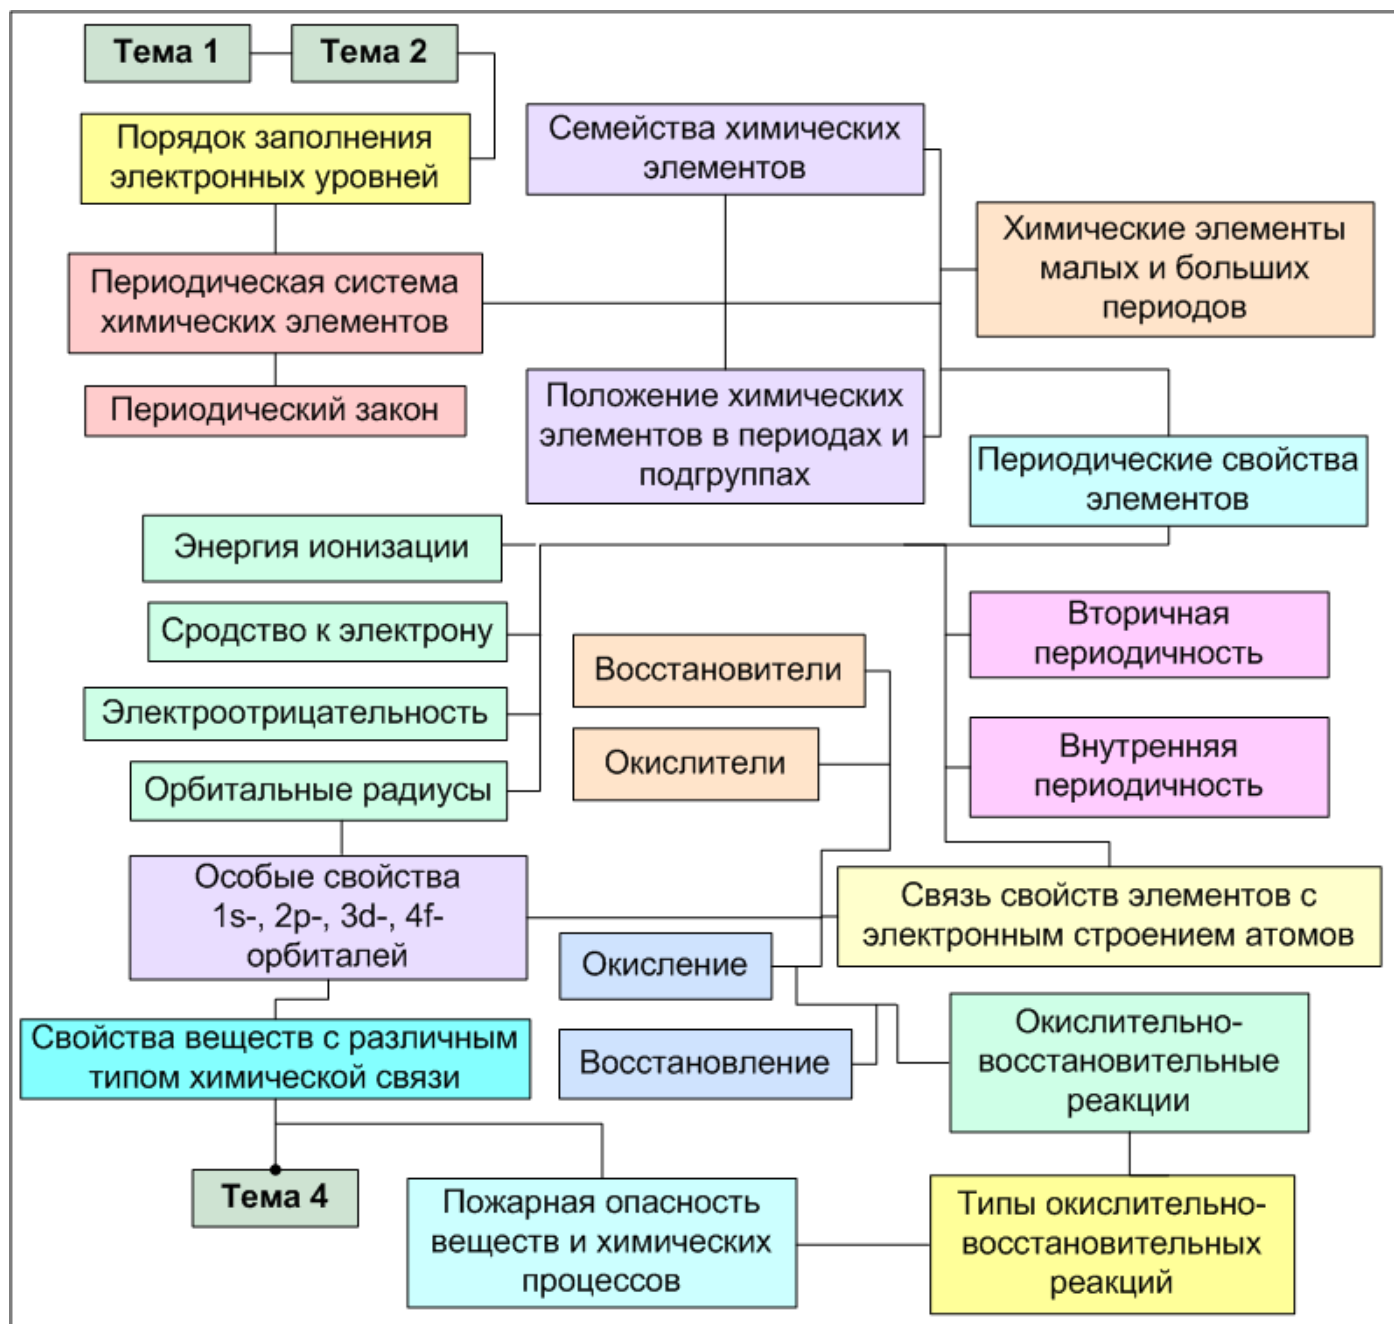 Тема 1
Тема 2
Порядок заполнения
электронных уровней
Семейства химических
элементов
Химические элементы
малых и больших
периодов
Периодическая система
химических элементов
Периодический закон
Положение химических
элементов в периодах и
подгруппах
Периодические свойства
элементов
Энергия ионизации
Сродство к электрону
Электроотрицательность
Орбитальные радиусы
Восстановители
Окислители
Вторичная
периодичность
Внутренняя
периодичность
Особые свойства
1s-, 2p-, 3d-, 4f-
орбиталей
Связь свойств элементов с
электронным строением атомов
Окисление
Восстановление
Окислительно-
восстановительные
реакции
Свойства веществ с различным
типом химической связи
Тема 4
Пожарная опасность
веществ и химических
процессов
Типы окислительно-
восстановительных
реакций